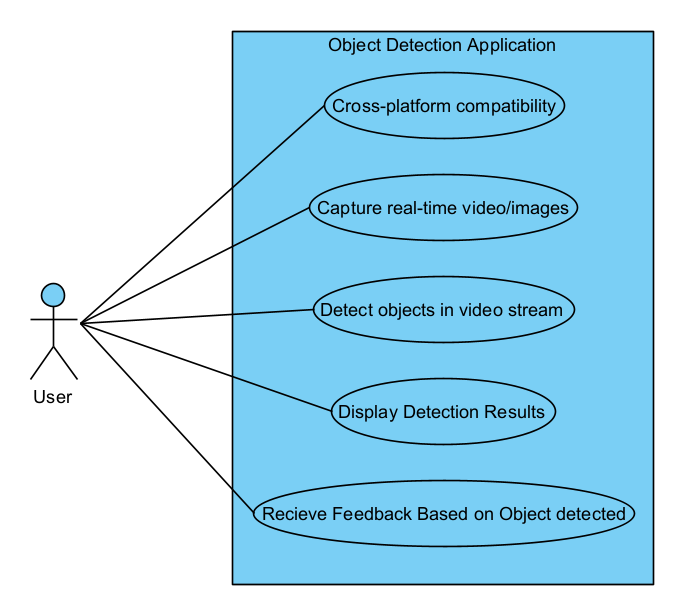 Object Detection Application
Cross-platform compatibility
Capture real-time video/images
Detect objects in video stream
Display Detection Results
User
Recieve Feedback Based on Object detected